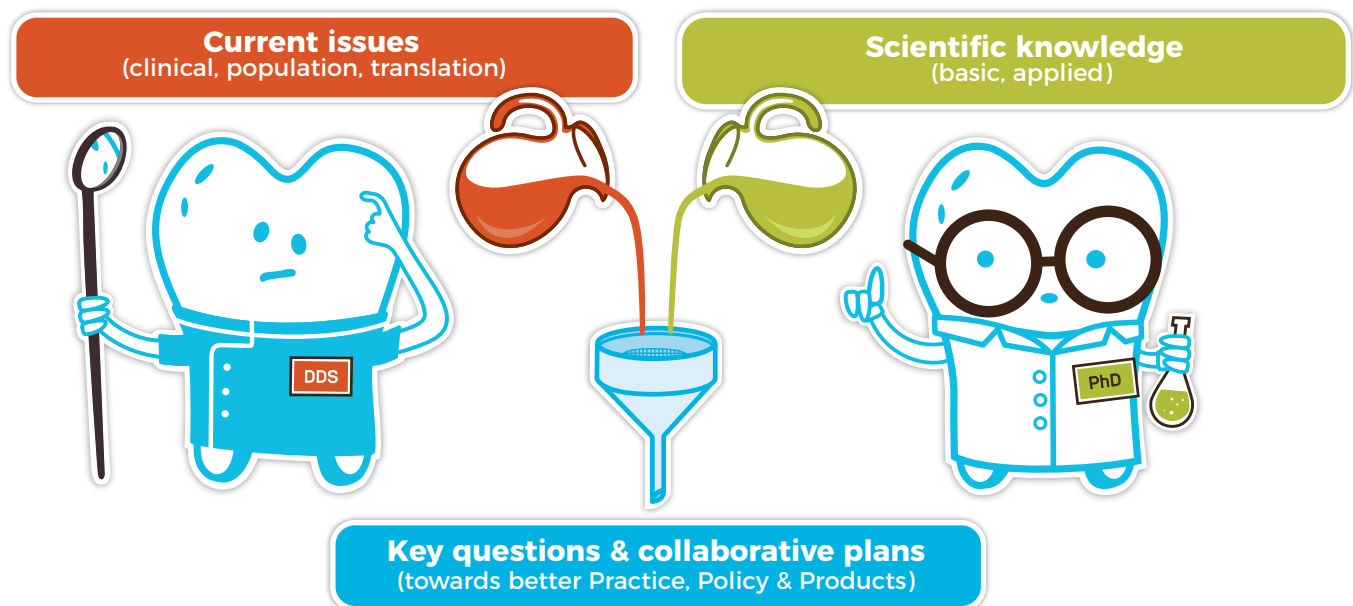 Current issues
(clinical, population, translation)
Scientific knowledge
(basic, applied)
DDS
PhD
Key questions & collaborative plans
(towards better Practice, Policy & Products)